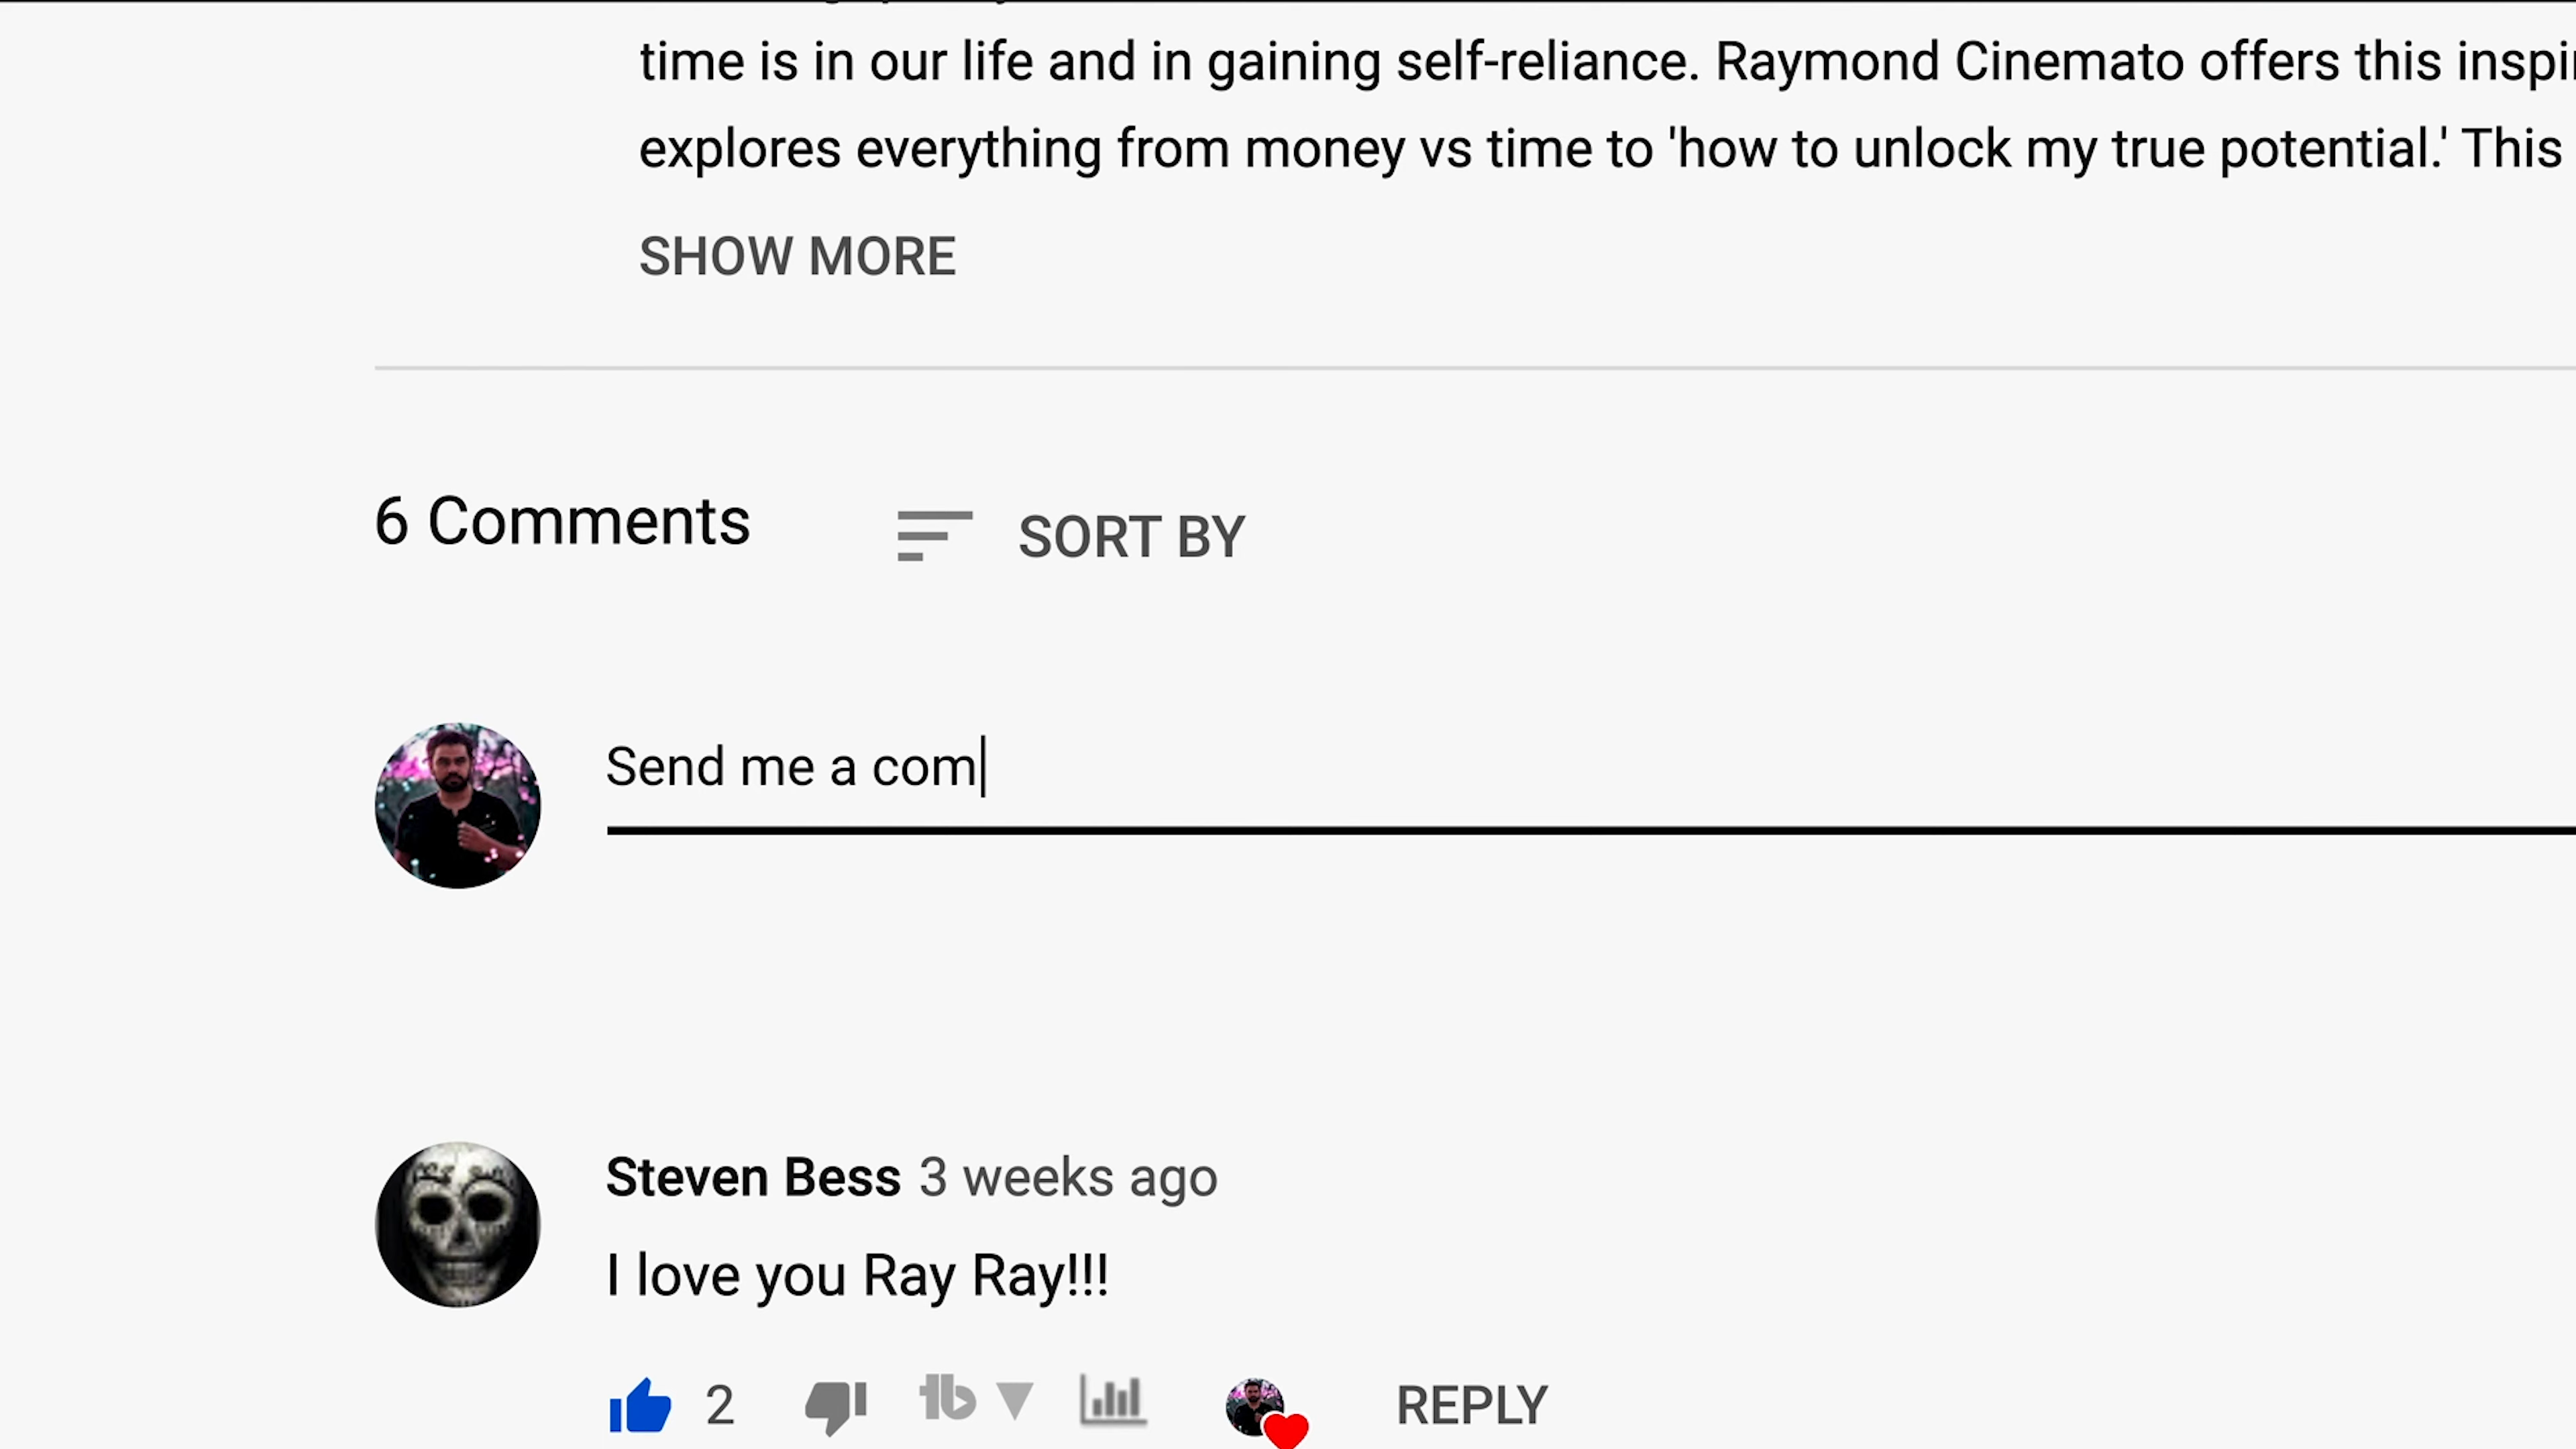 time is in our life and in gaining self-reliance. Raymond Cinemato offers this
explores everything from money vs time to 'how to unlock my true potential.' This
SHOW MORE
6 Comments SORT BY
Send me a com
Steven Bess 3 weeks ago
I love you Ray Ray!!!
2 tb REPLY